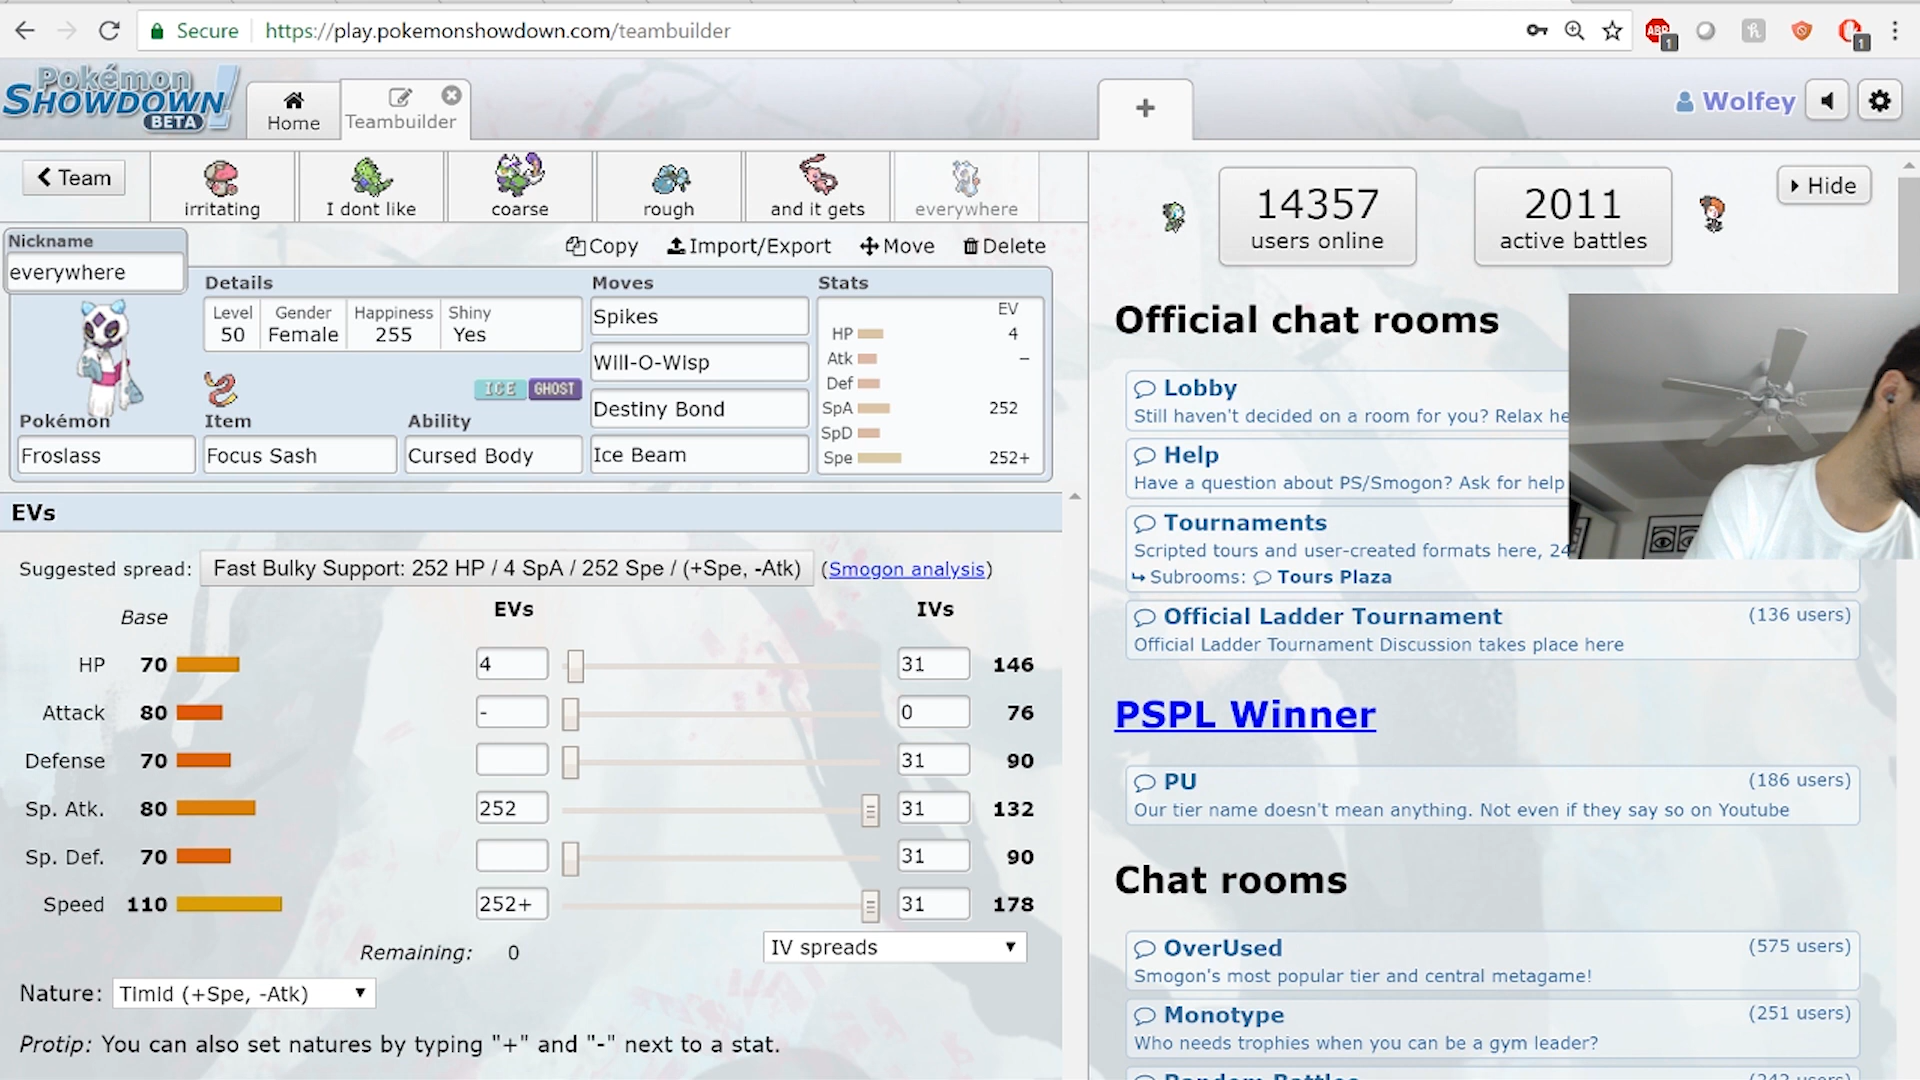 Secure https://play.pokemonshowdown.com/teambuilder
ABP 1 1
Pokémon
SHOWDOWN!
BETA
Home
Teambuilder
+
Wolfey
Team
irritating
I dont like
coarse
rough
and it gets
everywhere
Nickname
everywhere
Copy Import/Export Move Delete
Details
Level Gender Happiness Shiny
50 Female 255 Yes
ICE GHOST
Pokémon Item Ability
Froslass Focus Sash Cursed Body
Moves
Spikes
Will-O-Wisp
Destiny Bond
Ice Beam
Stats
EV
HP 4
Atk –
Def
SpA 252
SpD
Spe 252+
EVs
Suggested spread: Fast Bulky Support: 252 HP / 4 SpA / 252 Spe / (+Spe, -Atk) (Smogon analysis)
Base EVs IVs
HP 70 4 31 146
Attack 80 - 0 76
Defense 70 31 90
Sp. Atk. 80 252 31 132
Sp. Def. 70 31 90
Speed 110 252+ 31 178
Remaining: 0
IV spreads
Nature: Timid (+Spe, -Atk)
Protip: You can also set natures by typing "+" and "-" next to a stat.
14357
users online
2011
active battles
Hide
Official chat rooms
Lobby
Still haven't decided on a room for you? Relax he
Help
Have a question about PS/Smogon? Ask for help
Tournaments
Scripted tours and user-created formats here, 24
Subrooms: Tours Plaza
Official Ladder Tournament (136 users)
Official Ladder Tournament Discussion takes place here
PSPL Winner
PU (186 users)
Our tier name doesn't mean anything. Not even if they say so on Youtube
Chat rooms
OverUsed (575 users)
Smogon's most popular tier and central metagame!
Monotype (251 users)
Who needs trophies when you can be a gym leader?
Random Battles